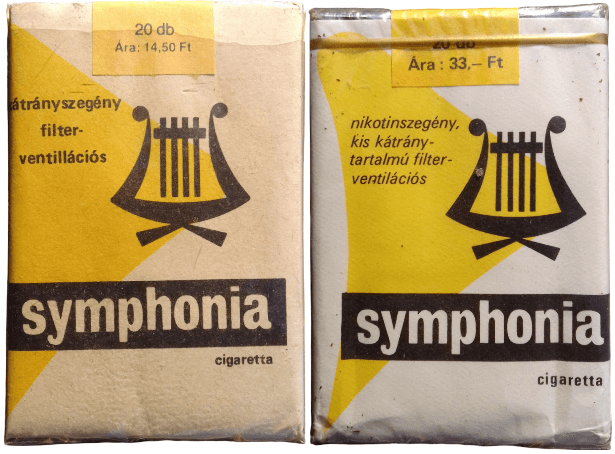 20 db
Ára: 14,50 Ft
kátrányszegény
filter-
ventillációs
symphonia
cigaretta
20 db
Ára : 33,– Ft
nikotinszegény,
kis kátrány-
tartalmú filter-
ventilációs
symphonia
cigaretta